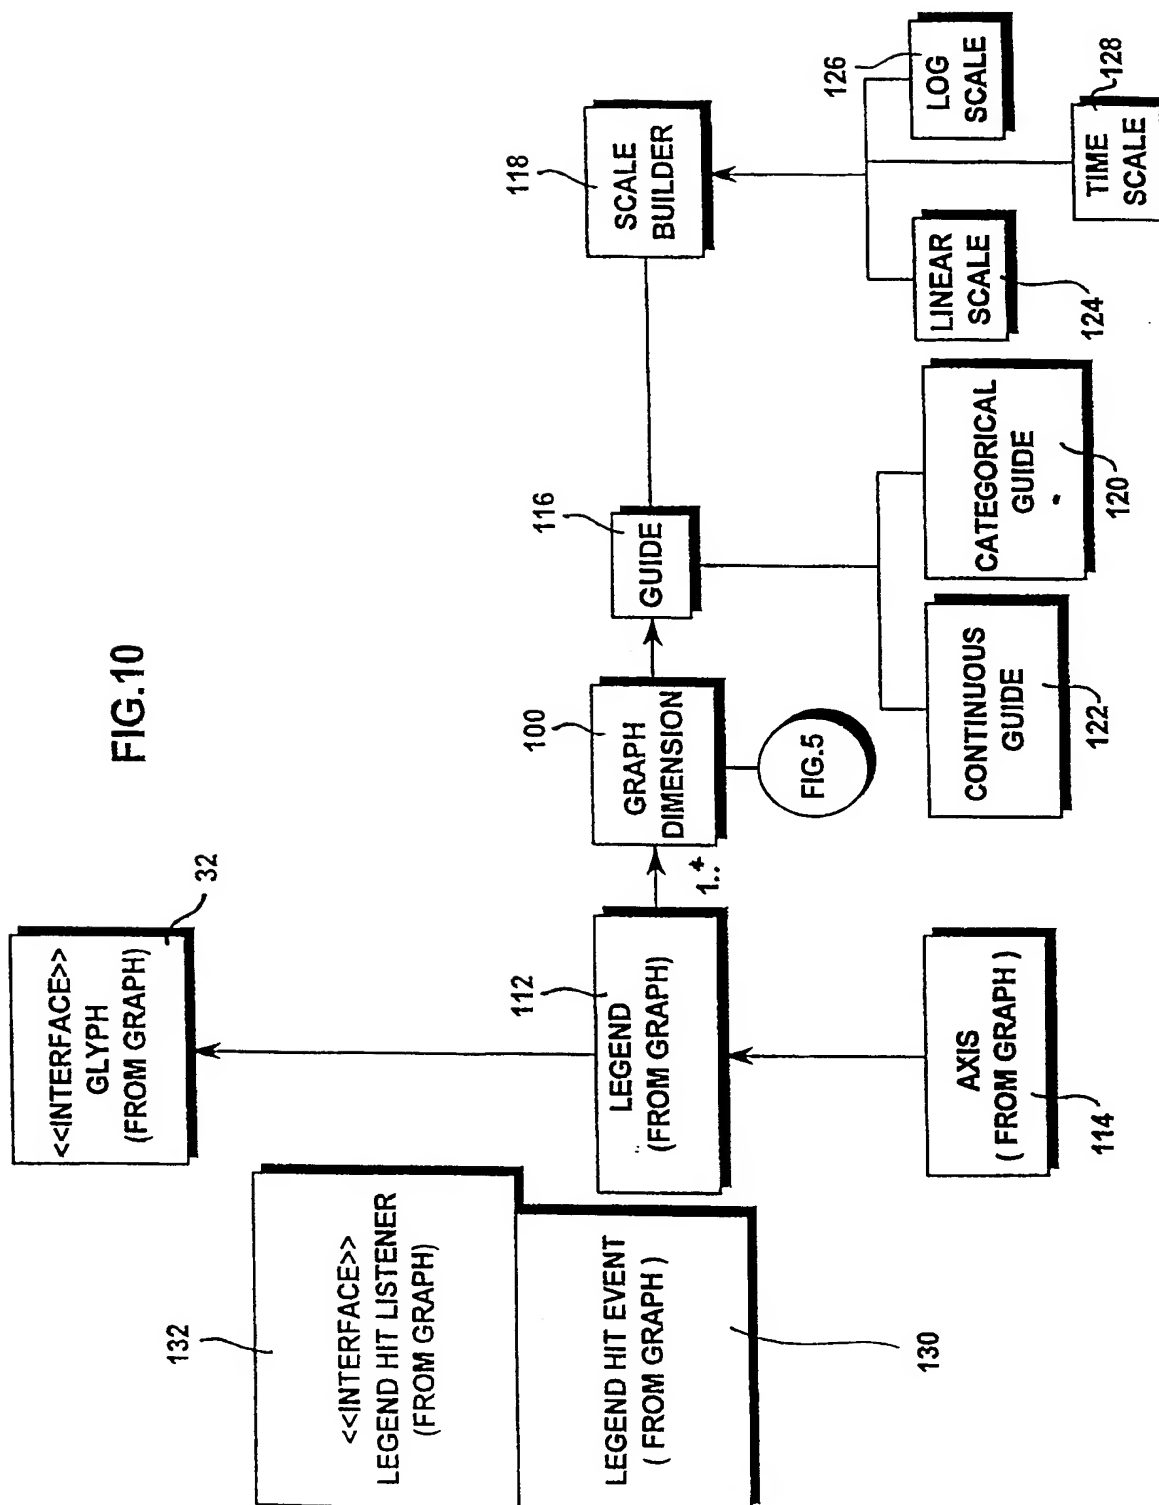 FIG.10
<<INTERFACE>>
GLYPH
(FROM GRAPH)
32
132
<<INTERFACE>>
LEGEND HIT LISTENER
(FROM GRAPH)
LEGEND HIT EVENT
( FROM GRAPH )
130
112
LEGEND
(FROM GRAPH)
1..*
AXIS
( FROM GRAPH )
114
100
GRAPH
DIMENSION
FIG.5
116
GUIDE
CONTINUOUS
GUIDE
122
CATEGORICAL
GUIDE
120
118
SCALE
BUILDER
LINEAR
SCALE
124
126
LOG
SCALE
TIME
SCALE
128